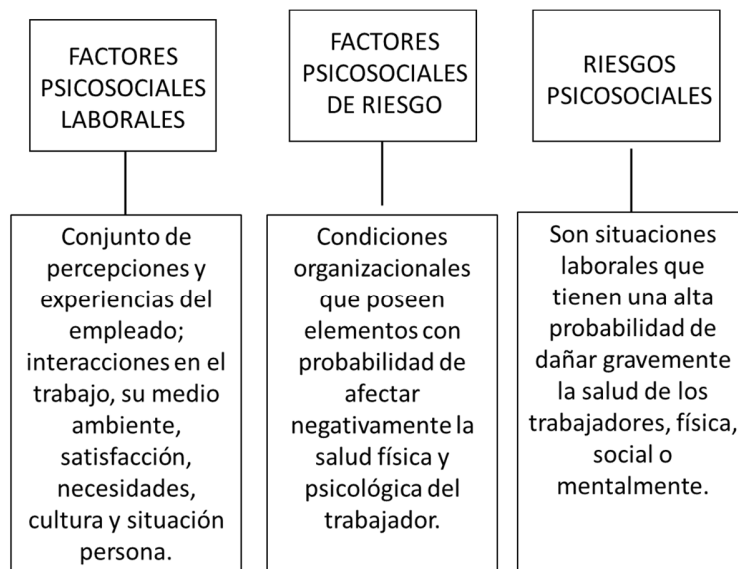 FACTORES
PSICOSOCIALES
LABORALES
Conjunto de
percepciones y
experiencias del
empleado;
interacciones en el
trabajo, su medio
ambiente,
satisfacción,
necesidades,
cultura y situación
persona.
FACTORES
PSICOSOCIALES
DE RIESGO
Condiciones
organizacionales
que poseen
elementos con
probabilidad de
afectar
negativamente la
salud física y
psicológica del
trabajador.
RIESGOS
PSICOSOCIALES
Son situaciones
laborales que
tienen una alta
probabilidad de
dañar gravemente
la salud de los
trabajadores, física,
social o
mentalmente.